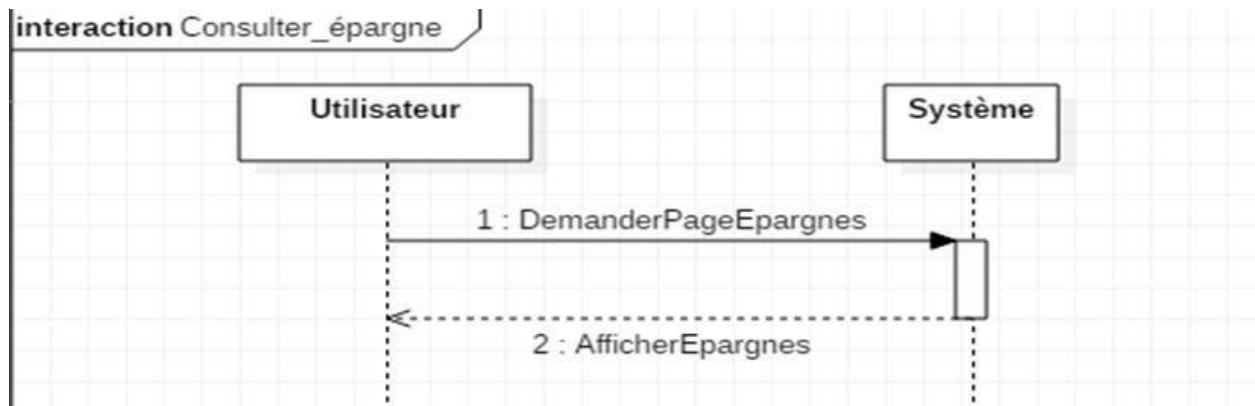 interaction Consulter_épargne
Utilisateur
Système
1 : DemanderPageEpargnes
2 : AfficherEpargnes